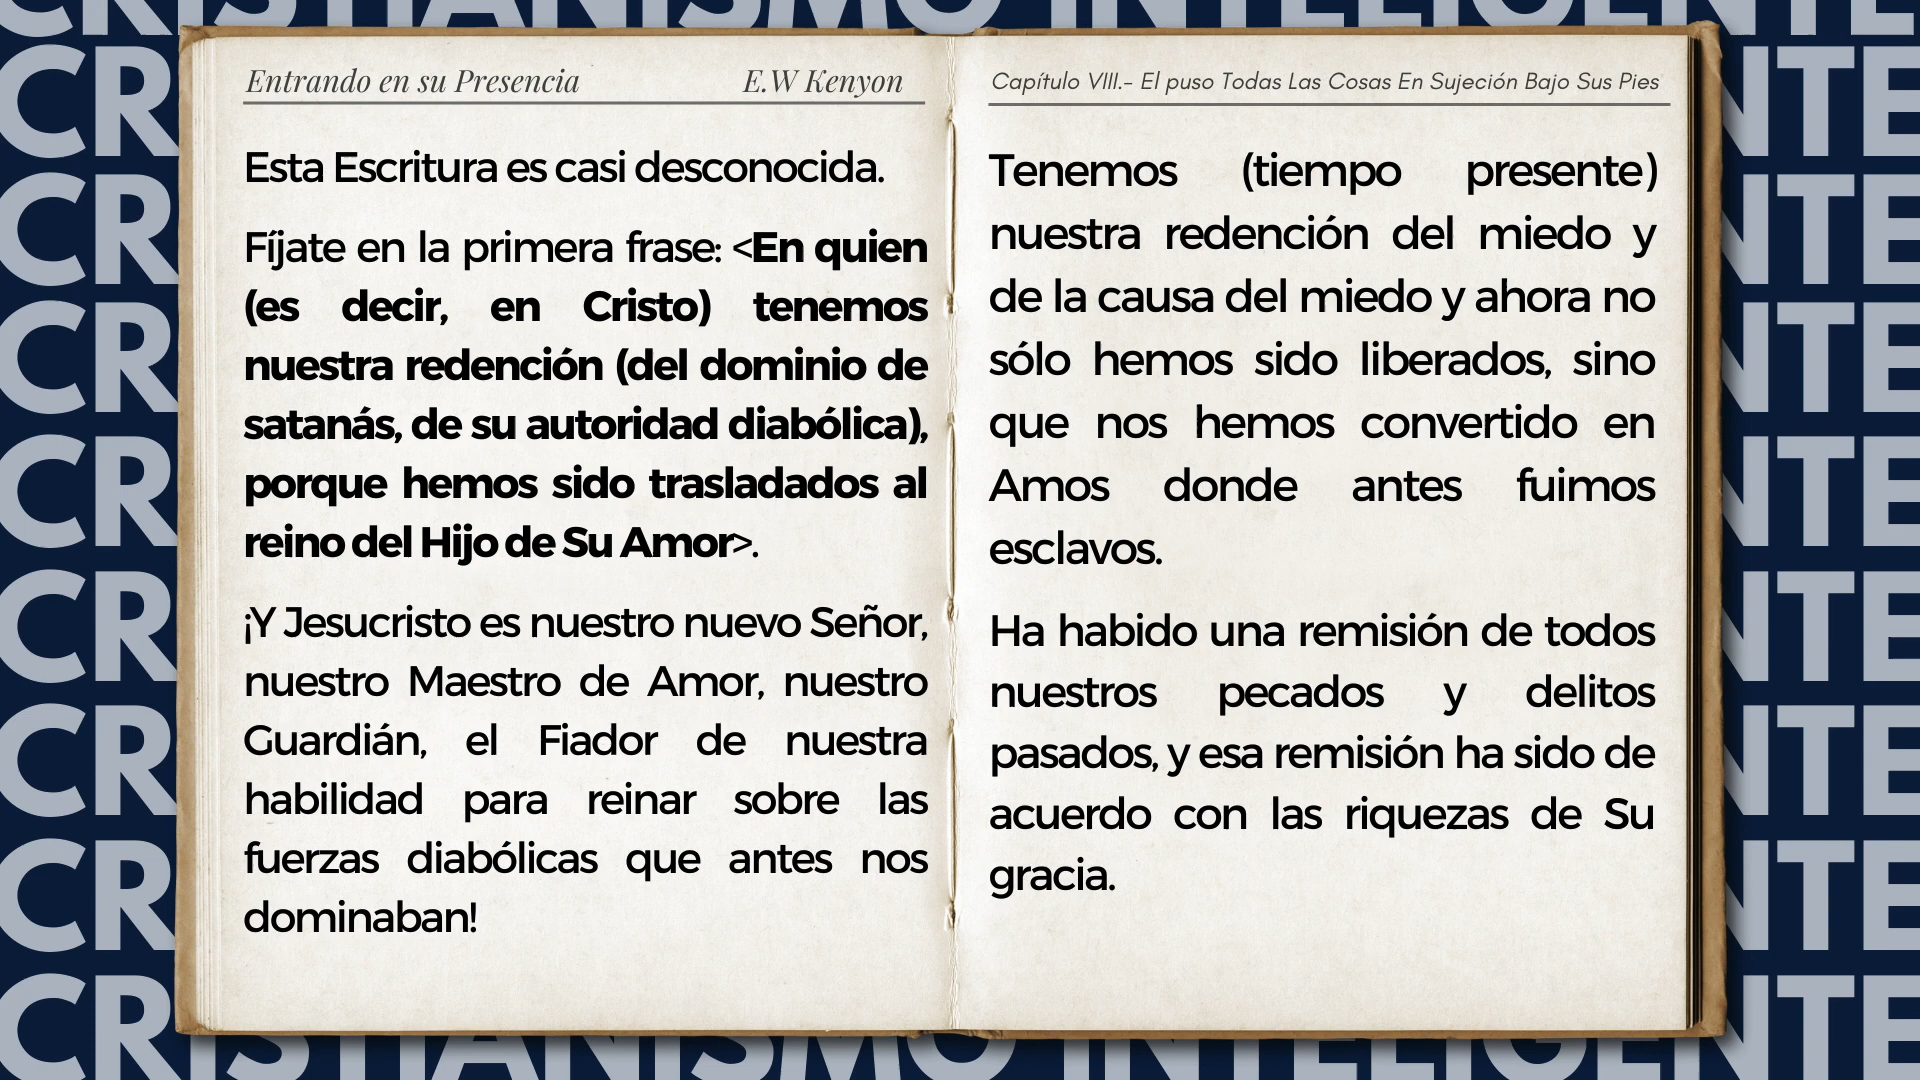 CRISTIANISMO INTELIGENTE
Entrando en su Presencia
E.W Kenyon
Esta Escritura es casi desconocida.
Fíjate en la primera frase: <En quien
(es decir, en Cristo) tenemos
nuestra redención (del dominio de
satanás, de su autoridad diabólica),
porque hemos sido trasladados al
reino del Hijo de Su Amor>.
¡Y Jesucristo es nuestro nuevo Señor,
nuestro Maestro de Amor, nuestro
Guardián, el Fiador de nuestra
habilidad para reinar sobre las
fuerzas diabólicas que antes nos
dominaban!
Capítulo VIII.- El puso Todas Las Cosas En Sujeción Bajo Sus Pies
Tenemos (tiempo presente)
nuestra redención del miedo y
de la causa del miedo y ahora no
sólo hemos sido liberados, sino
que nos hemos convertido en
Amos donde antes fuimos
esclavos.
Ha habido una remisión de todos
nuestros pecados y delitos
pasados, y esa remisión ha sido de
acuerdo con las riquezas de Su
gracia.
CRISTIANISMO INTELIGENTE